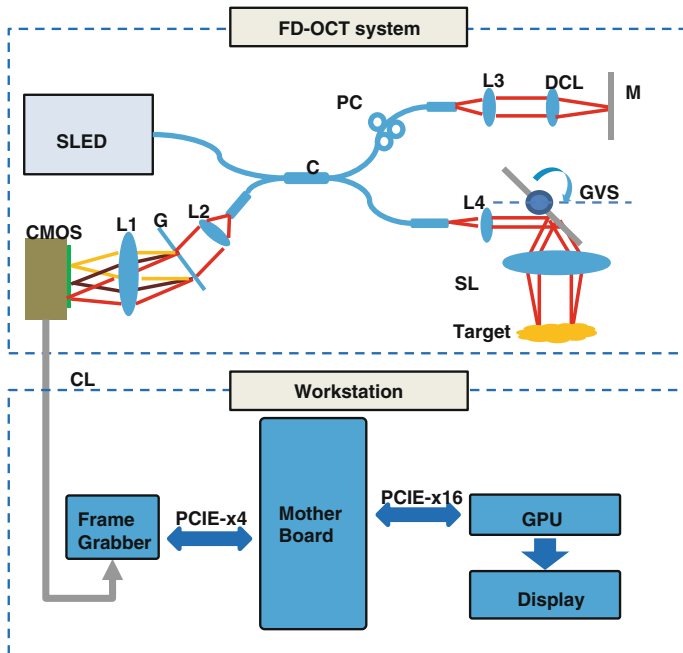 FD-OCT system
L3
DCL
M
PC
SLED
C
L4
GVS
L2
G
L1
CMOS
SL
Target
CL
Workstation
PCIE-x4
PCIE-x16
Frame
Grabber
Mother
Board
GPU
Display